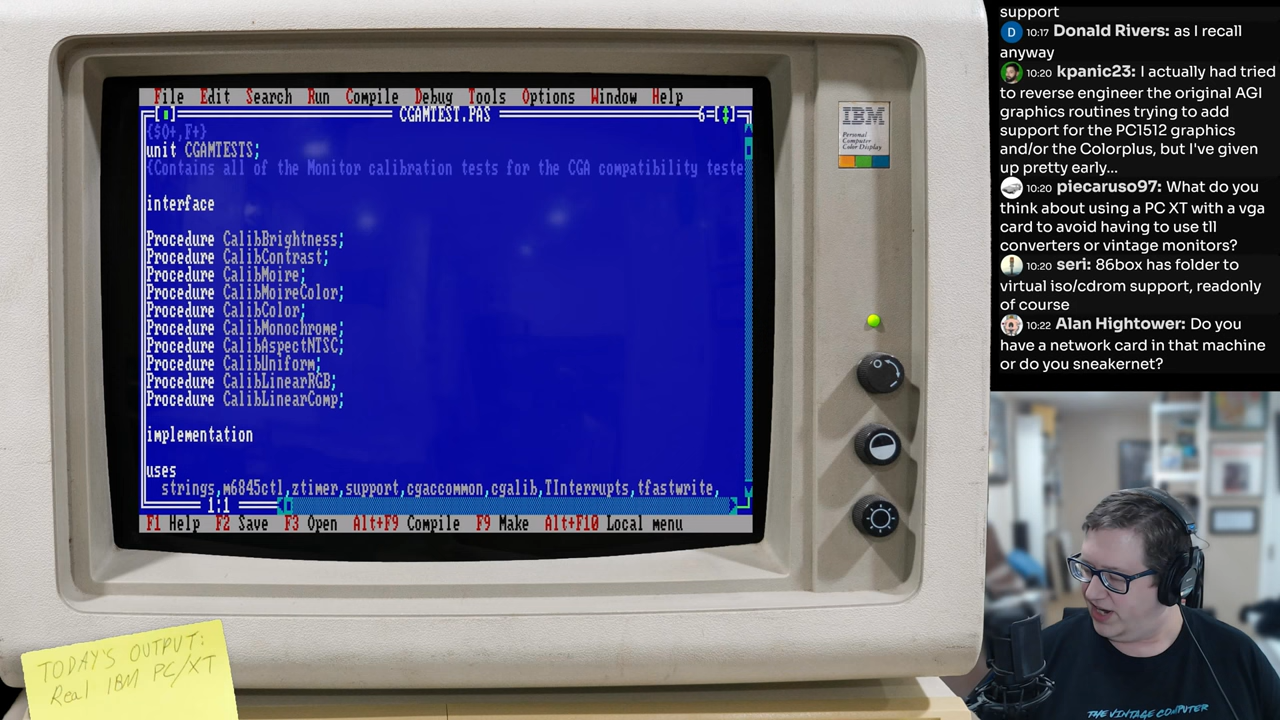 File Edit Search Run Compile Debug Tools Options Window Help
CGAMTEST.PAS 6
{$O+,F+}
unit CGAMTESTS;
{Contains all of the Monitor calibration tests for the CGA compatibility teste
interface
Procedure CalibBrightness;
Procedure CalibContrast;
Procedure CalibMoire;
Procedure CalibMoireColor;
Procedure CalibColor;
Procedure CalibMonochrome;
Procedure CalibAspectNTSC;
Procedure CalibUniform;
Procedure CalibLinearRGB;
Procedure CalibLinearComp;
implementation
uses
strings,m6845ctl,ztimer,support,cgaccommon,cgalib,TInterrupts,tfastwrite,
1:1
F1 Help F2 Save F3 Open Alt+F9 Compile F9 Make Alt+F10 Local menu
IBM
Personal
Computer
Color Display
TODAY'S OUTPUT:
Real IBM PC/XT
support
D 10:17 Donald Rivers: as I recall
anyway
10:20 kpanic23: I actually had tried
to reverse engineer the original AGI
graphics routines trying to add
support for the PC1512 graphics
and/or the Colorplus, but I've given
up pretty early...
10:20 piecaruso97: What do you
think about using a PC XT with a vga
card to avoid having to use tll
converters or vintage monitors?
10:20 seri: 86box has folder to
virtual iso/cdrom support, readonly
of course
10:22 Alan Hightower: Do you
have a network card in that machine
or do you sneakernet?
THE VINTAGE COMPUTER